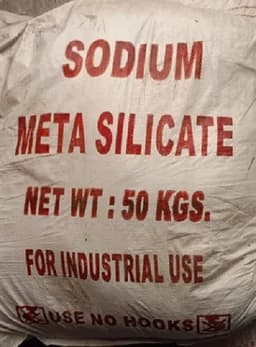 SODIUM
META SILICATE
NET WT : 50 KGS.
FOR INDUSTRIAL USE
USE NO HOOKS